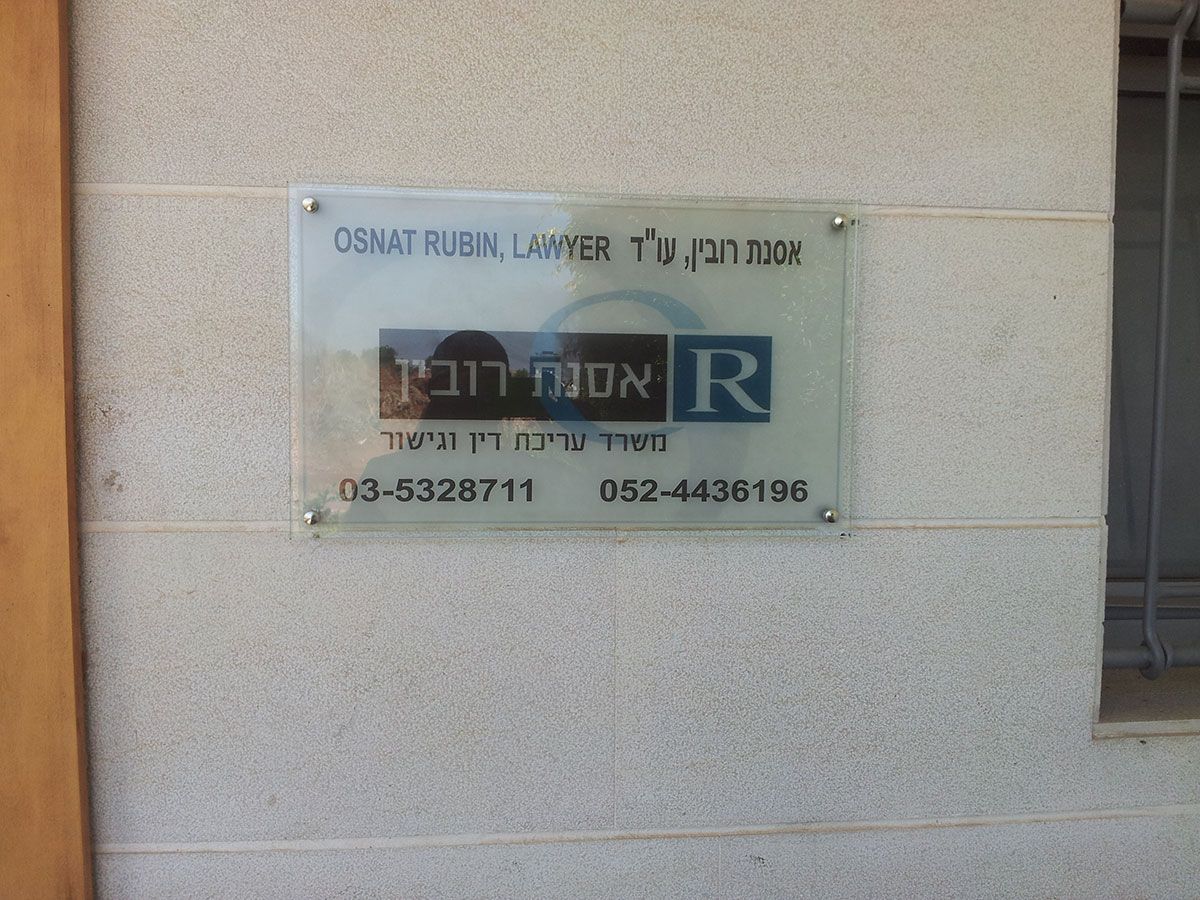 OSNAT RUBIN, LAWYER אסנת רובין, עו"ד
אסנת רובין R
משרד עריכת דין וגישור
03-5328711 052-4436196